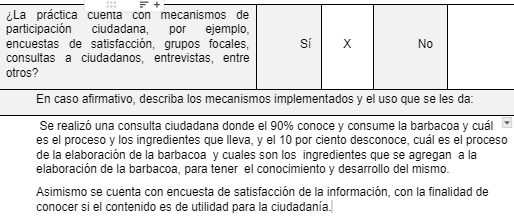 ¿La práctica cuenta con mecanismos de
participación ciudadana, por ejemplo,
encuestas de satisfacción, grupos focales,
consultas a ciudadanos, entrevistas, entre
otros?
Sí
X
No
En caso afirmativo, describa los mecanismos implementados y el uso que se les da:
Se realizó una consulta ciudadana donde el 90% conoce y consume la barbacoa y cuál
es el proceso y los ingredientes que lleva, y el 10 por ciento desconoce, cuál es el proceso
de la elaboración de la barbacoa y cuales son los ingredientes que se agregan a la
elaboración de la barbacoa, para tener el conocimiento y desarrollo del mismo.
Asimismo se cuenta con encuesta de satisfacción de la información, con la finalidad de
conocer si el contenido es de utilidad para la ciudadanía.